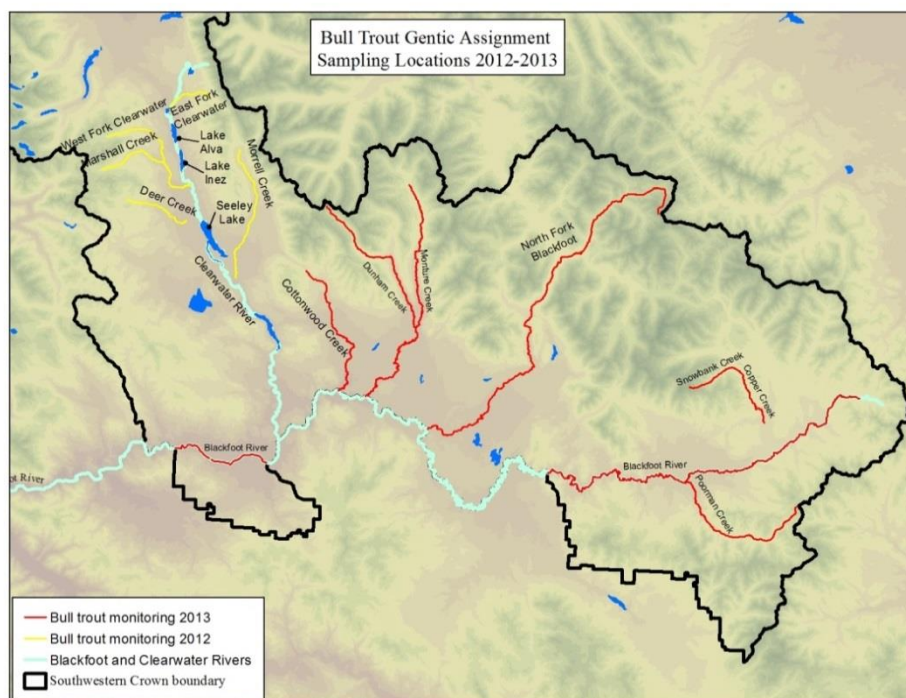 Bull Trout Gentic Assignment
Sampling Locations 2012-2013
West Fork Clearwater
East Fork
Clearwater
Marshall Creek
Lake
Alva
Lake
Inez
Morrell Creek
Deer Creek
Seeley
Lake
Clearwater River
Cottonwood Creek
Dunham Creek
Monture Creek
North Fork
Blackfoot
Snowbank Creek
Copper Creek
Blackfoot River
Blackfoot River
Poorman Creek
River
Bull trout monitoring 2013
Bull trout monitoring 2012
Blackfoot and Clearwater Rivers
Southwestern Crown boundary